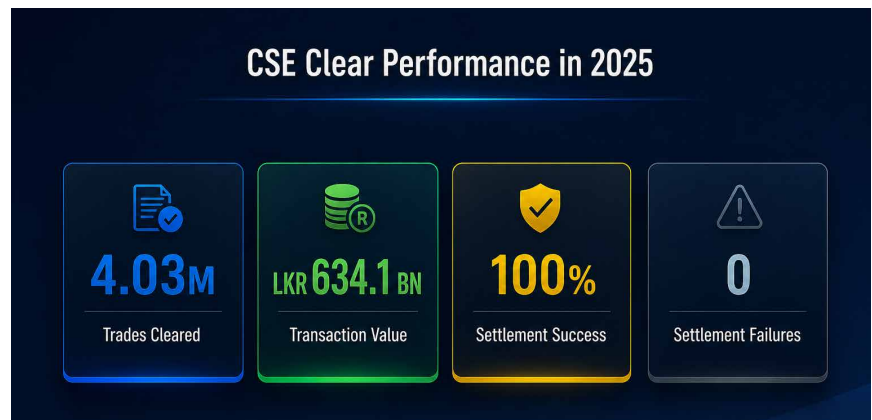 CSE Clear Performance in 2025
R
4.03M
LKR 634.1 BN
100%
0
Trades Cleared
Transaction Value
Settlement Success
Settlement Failures